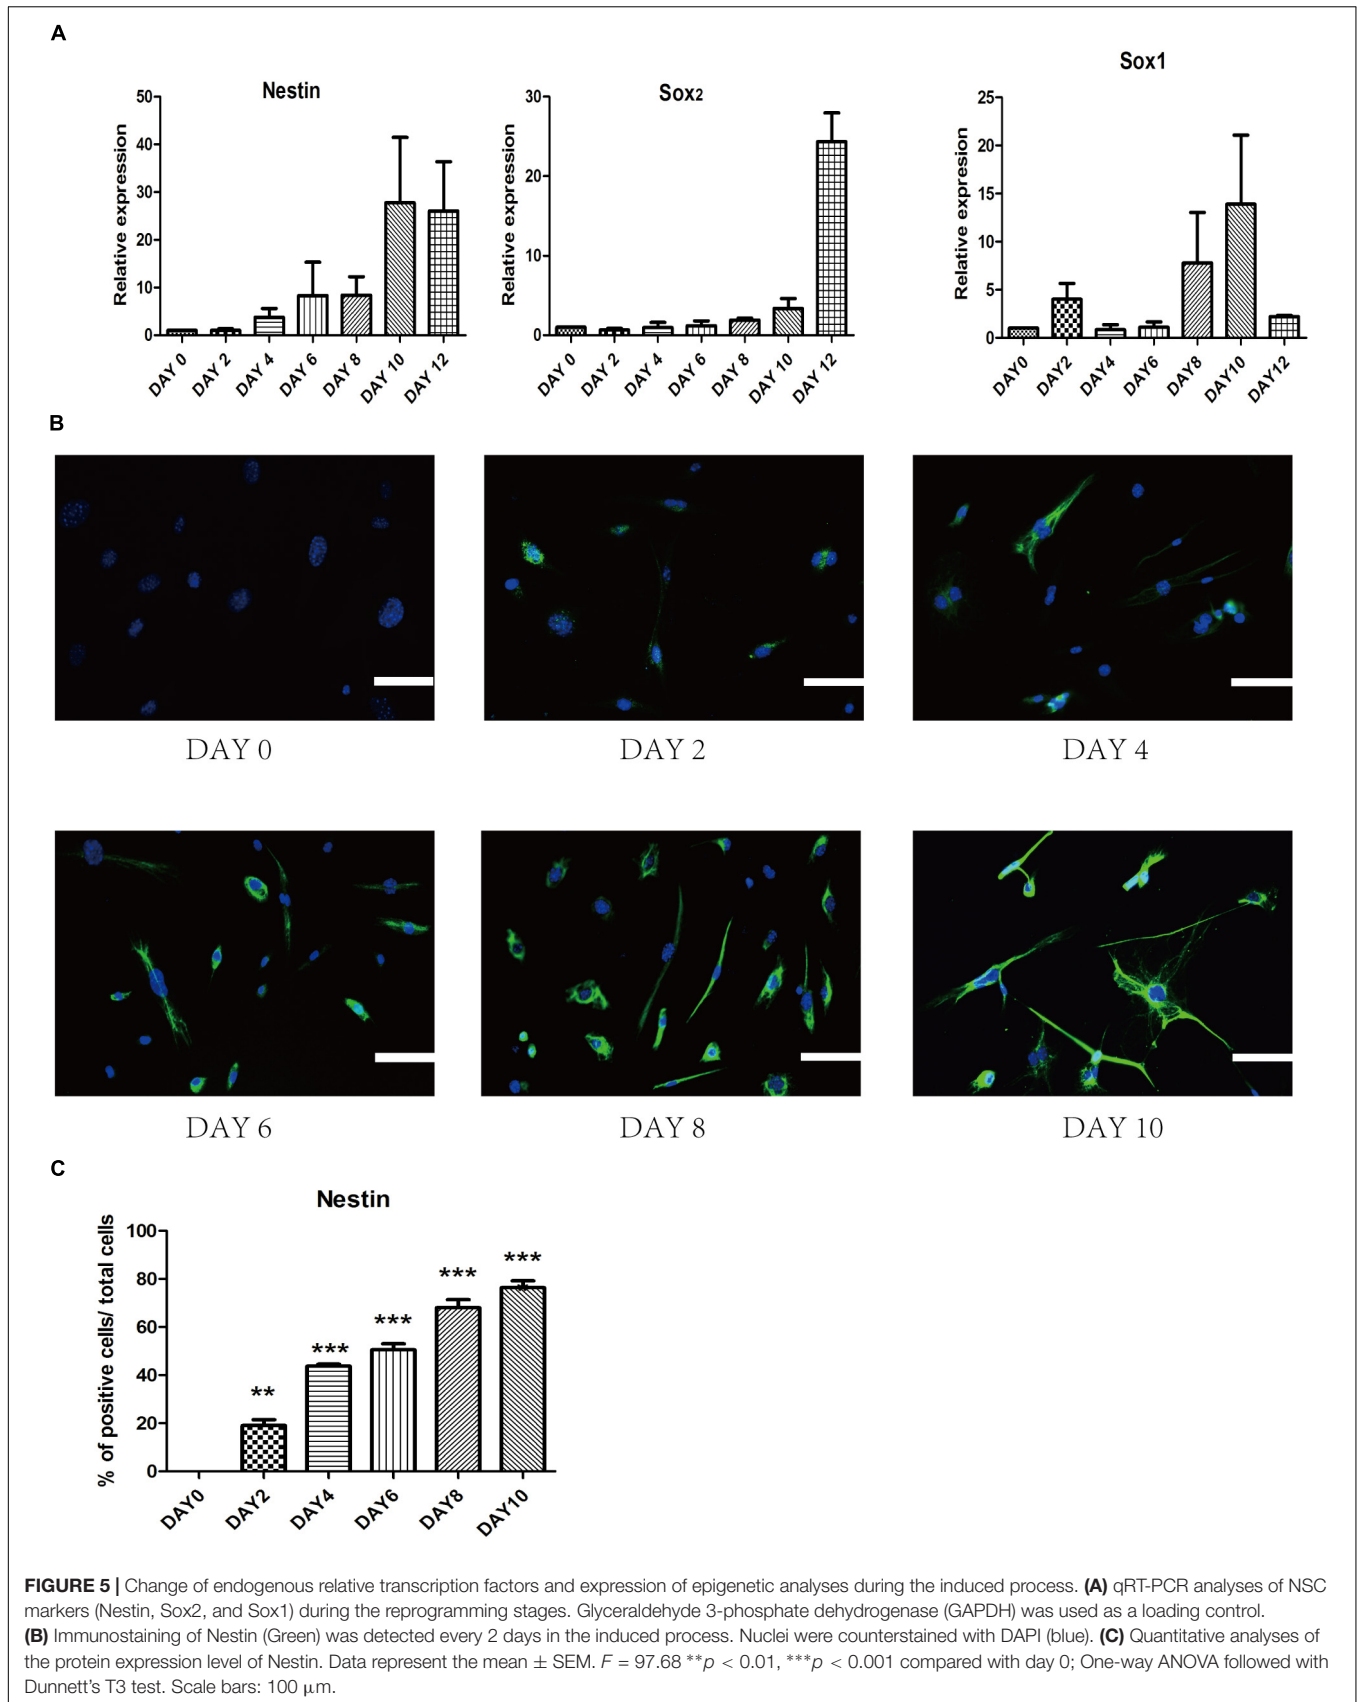 A
Nestin
Relative expression
50
40
30
20
10
0
DAY 0
DAY 2
DAY 4
DAY 6
DAY 8
DAY 10
DAY 12
Sox2
Relative expression
30
20
10
0
DAY 0
DAY 2
DAY 4
DAY 6
DAY 8
DAY 10
DAY 12
Sox1
Relative expression
25
20
15
10
5
0
DAY0
DAY2
DAY4
DAY6
DAY8
DAY10
DAY12
B
DAY 0
DAY 2
DAY 4
DAY 6
DAY 8
DAY 10
C
Nestin
% of positive cells/ total cells
100
80
60
40
20
0
**
***
***
***
***
DAY0
DAY2
DAY4
DAY6
DAY8
DAY10
FIGURE 5 | Change of endogenous relative transcription factors and expression of epigenetic analyses during the induced process. (A) qRT-PCR analyses of NSC
markers (Nestin, Sox2, and Sox1) during the reprogramming stages. Glyceraldehyde 3-phosphate dehydrogenase (GAPDH) was used as a loading control.
(B) Immunostaining of Nestin (Green) was detected every 2 days in the induced process. Nuclei were counterstained with DAPI (blue). (C) Quantitative analyses of
the protein expression level of Nestin. Data represent the mean ± SEM. F = 97.68 **p < 0.01, ***p < 0.001 compared with day 0; One-way ANOVA followed with
Dunnett's T3 test. Scale bars: 100 μm.